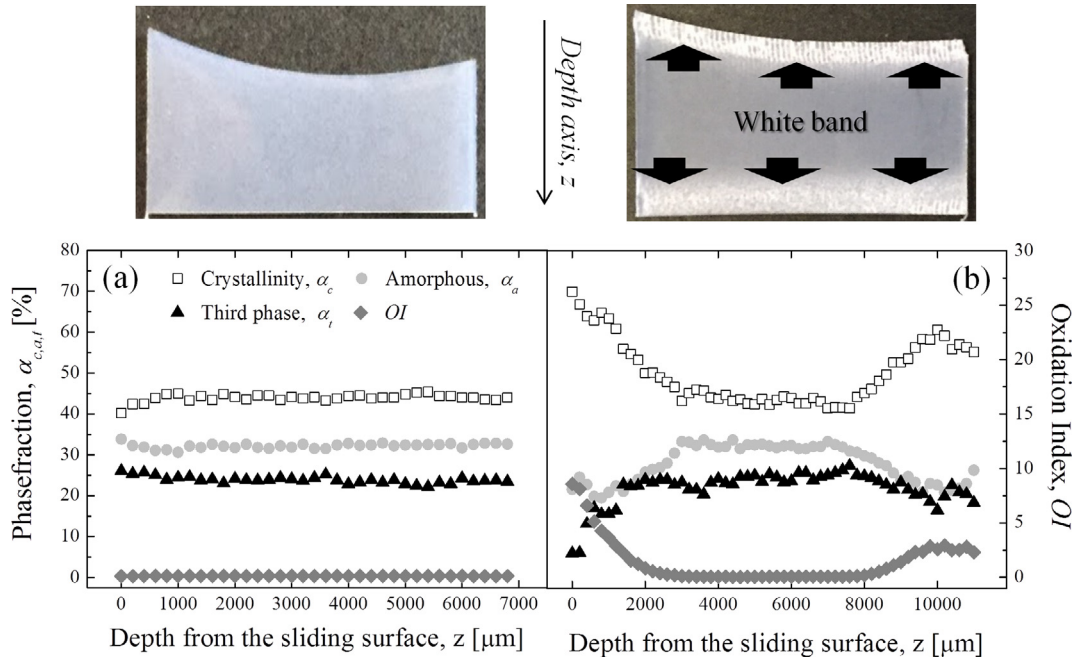 Depth axis, z
White band
(a)
Crystallinity, αc
Amorphous, αa
Third phase, αt
OI
(b)
Phasefraction, αc,a,t [%]
80
70
60
50
40
30
20
10
0
0 1000 2000 3000 4000 5000 6000 7000
Depth from the sliding surface, z [μm]
30
25
20
15
10
5
0
Oxidation Index, OI
0 2000 4000 6000 8000 10000
Depth from the sliding surface, z [μm]